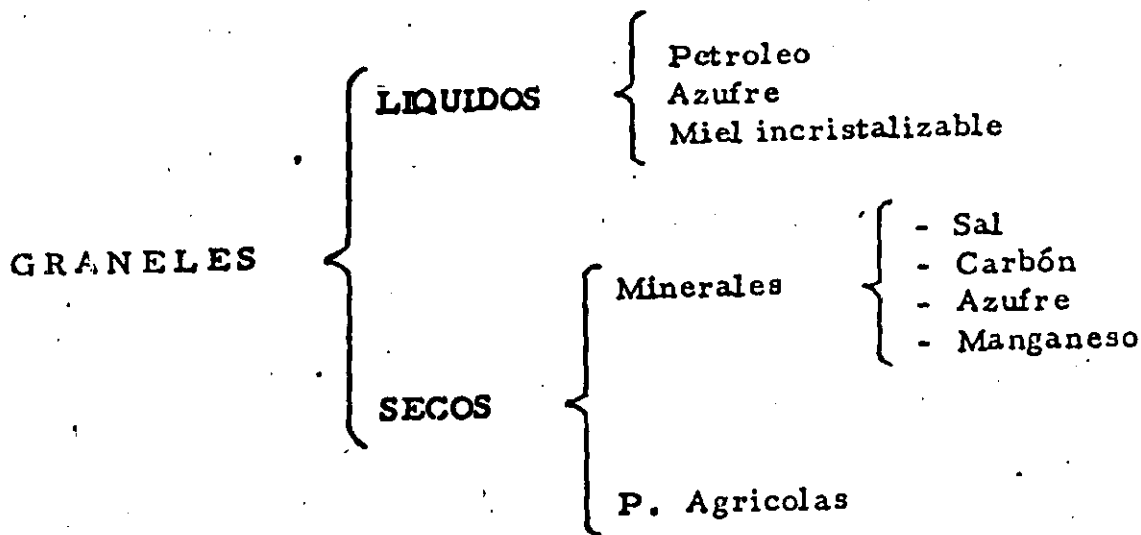 GRANELES
LIQUIDOS
Petroleo
Azufre
Miel incristalizable
SECOS
Minerales
- Sal
- Carbón
- Azufre
- Manganeso
P. Agricolas